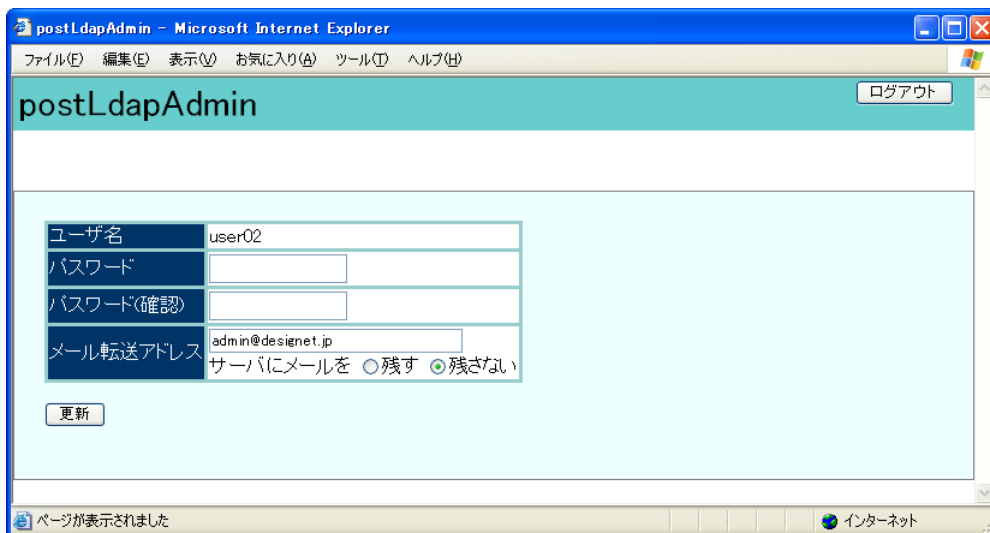 postLdapAdmin - Microsoft Internet Explorer
ファイル(F) 編集(E) 表示(V) お気に入り(A) ツール(T) ヘルプ(H)
postLdapAdmin
ログアウト
ユーザ名 user02
パスワード
パスワード(確認)
メール転送アドレス admin@designet.jp
サーバにメールを 残す 残さない
更新
ページが表示されました インターネット